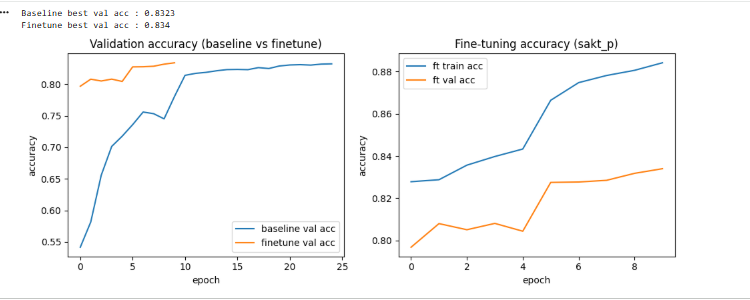 Baseline best val acc : 0.8323
Finetune best val acc : 0.834
Validation accuracy (baseline vs finetune)
accuracy
0.80
0.75
0.70
0.65
0.60
0.55
baseline val acc
finetune val acc
0 5 10 15 20 25
epoch
Fine-tuning accuracy (sakt_p)
accuracy
0.88
0.86
0.84
0.82
0.80
ft train acc
ft val acc
0 2 4 6 8
epoch